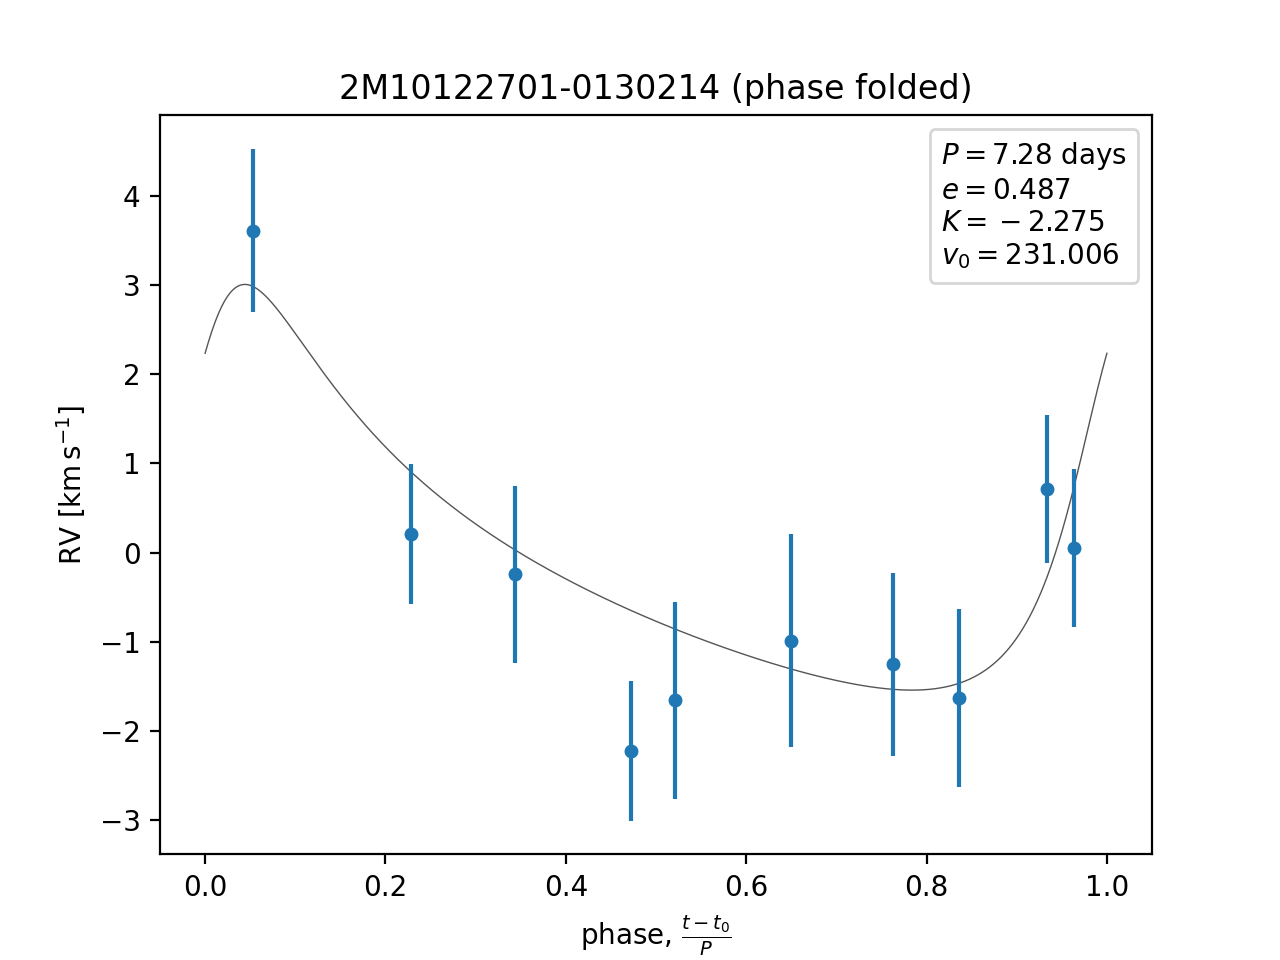 2M10122701-0130214 (phase folded)
P = 7.28 days
e = 0.487
K = −2.275
v₀ = 231.006
4
3
2
1
0
−1
−2
−3
RV [km s⁻¹]
0.0 0.2 0.4 0.6 0.8 1.0
phase, (t − t₀)/P